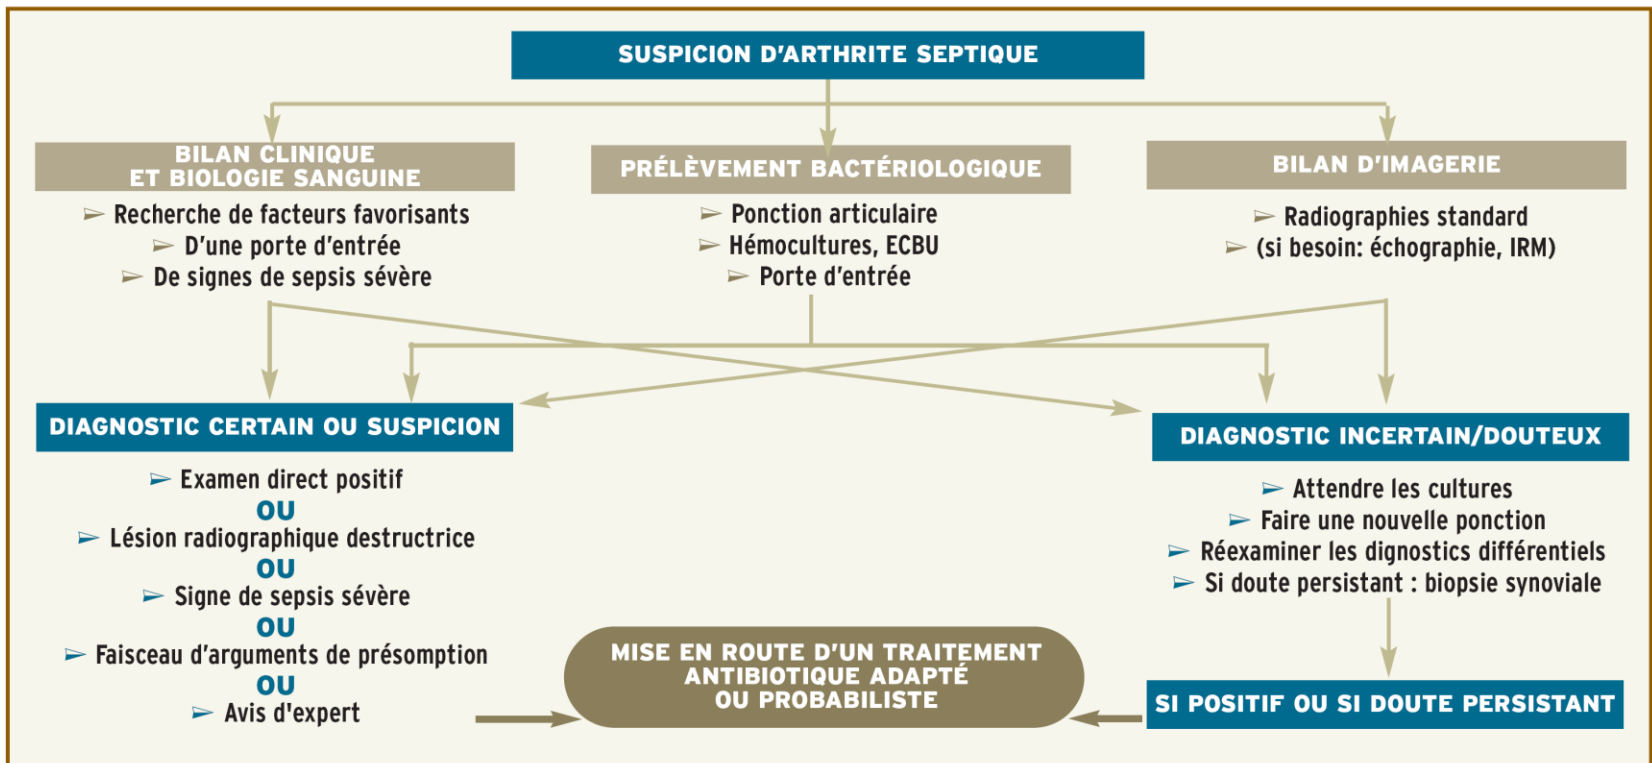 SUSPICION D'ARTHRITE SEPTIQUE
BILAN CLINIQUE
ET BIOLOGIE SANGUINE
Recherche de facteurs favorisants
D'une porte d'entrée
De signes de sepsis sévère
PRÉLÈVEMENT BACTÉRIOLOGIQUE
Ponction articulaire
Hémocultures, ECBU
Porte d'entrée
BILAN D'IMAGERIE
Radiographies standard
(si besoin: échographie, IRM)
DIAGNOSTIC CERTAIN OU SUSPICION
Examen direct positif
OU
Lésion radiographique destructrice
OU
Signe de sepsis sévère
OU
Faisceau d'arguments de présomption
OU
Avis d'expert
DIAGNOSTIC INCERTAIN/DOUTEUX
Attendre les cultures
Faire une nouvelle ponction
Réexaminer les dignostics différentiels
Si doute persistant : biopsie synoviale
SI POSITIF OU SI DOUTE PERSISTANT
MISE EN ROUTE D'UN TRAITEMENT
ANTIBIOTIQUE ADAPTÉ
OU PROBABILISTE